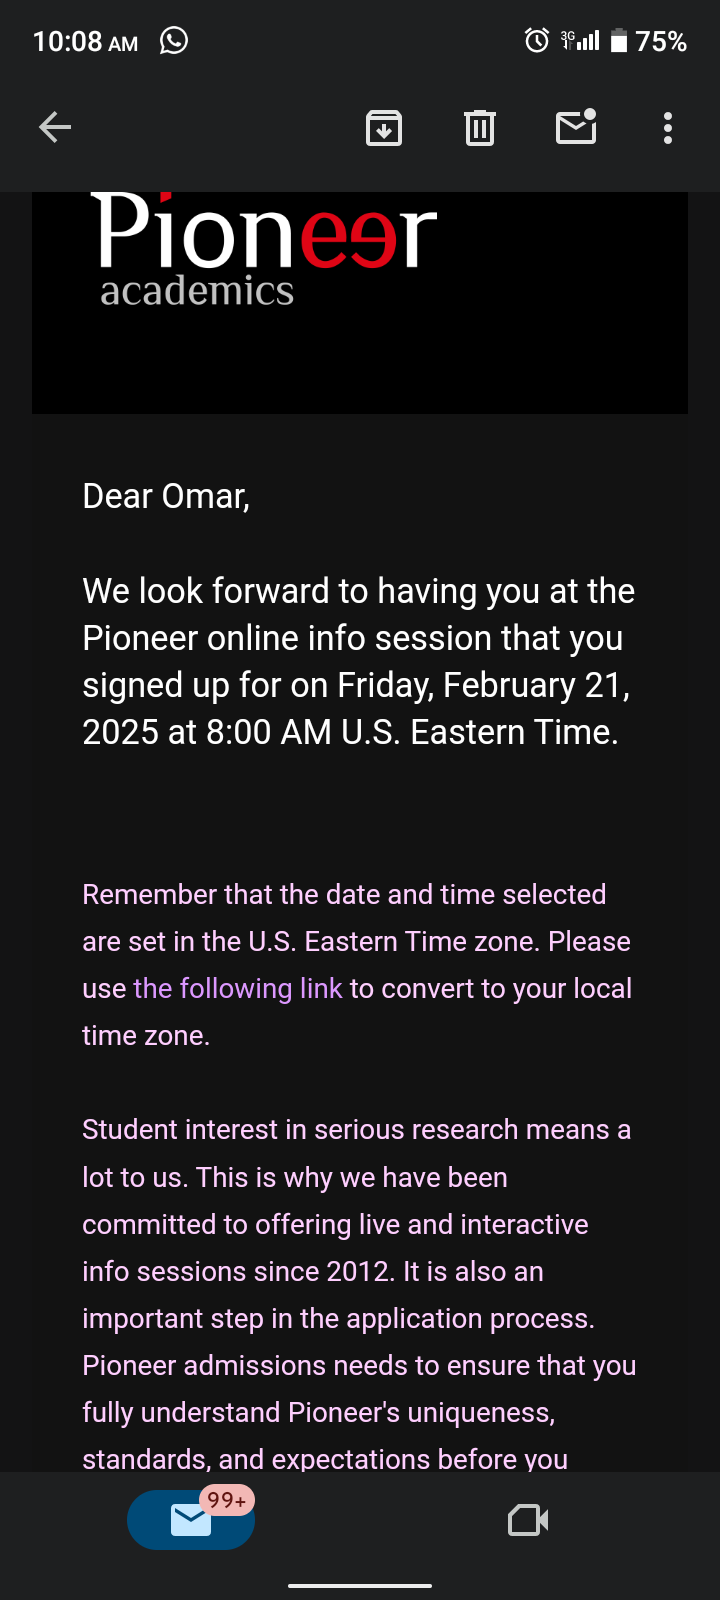 10:08 AM
3G
75%
Pioneer
academics
Dear Omar,
We look forward to having you at the
Pioneer online info session that you
signed up for on Friday, February 21,
2025 at 8:00 AM U.S. Eastern Time.
Remember that the date and time selected
are set in the U.S. Eastern Time zone. Please
use the following link to convert to your local
time zone.
Student interest in serious research means a
lot to us. This is why we have been
committed to offering live and interactive
info sessions since 2012. It is also an
important step in the application process.
Pioneer admissions needs to ensure that you
fully understand Pioneer's uniqueness,
standards, and expectations before you
99+